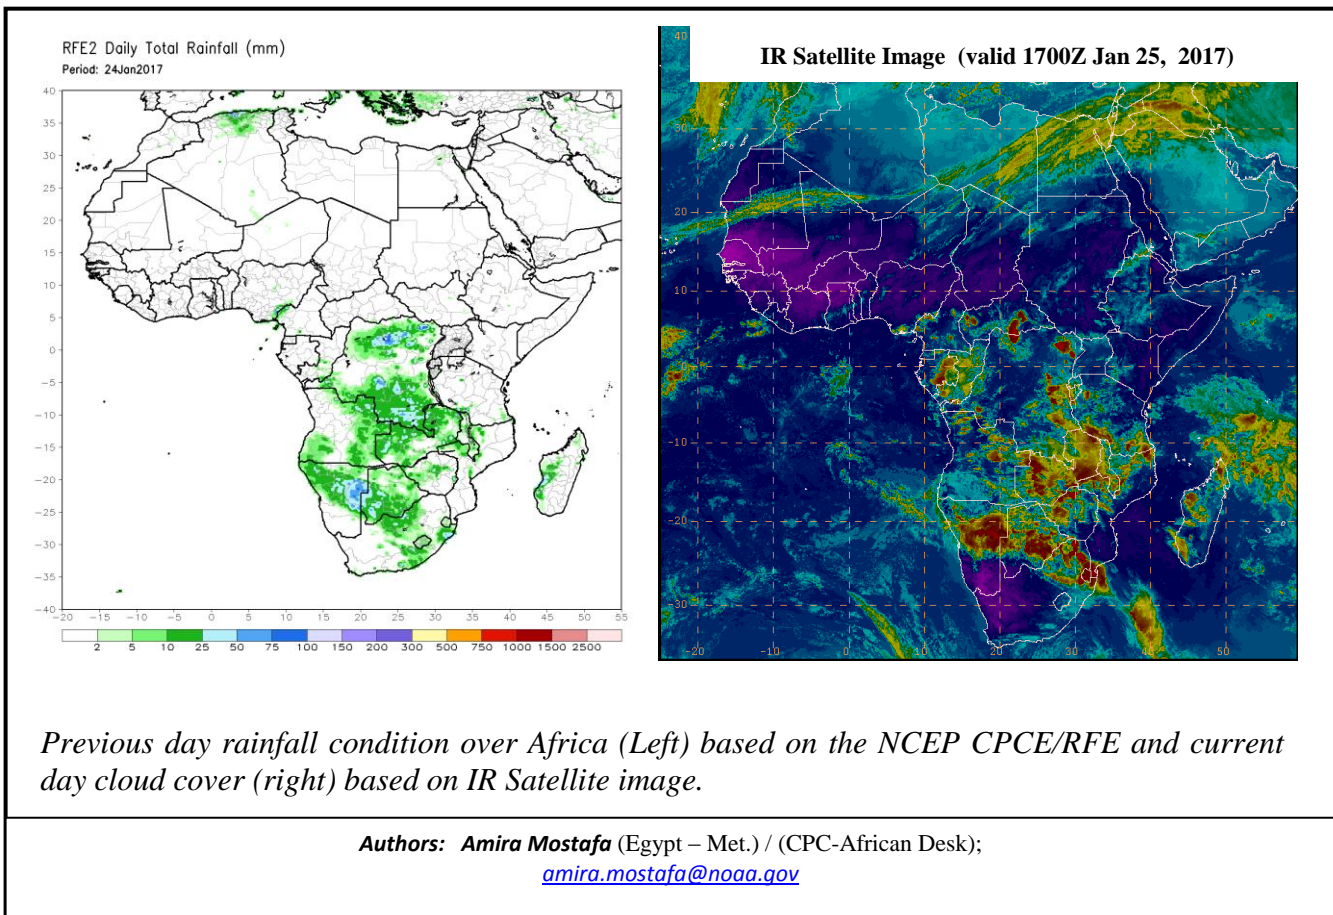 RFE2 Daily Total Rainfall (mm)
Period: 24Jan2017
40
35
30
25
20
15
10
5
0
−5
−10
−15
−20
−25
−30
−35
−40
−20 −15 −10 −5 0 5 10 15 20 25 30 35 40 45 50 55
2 5 10 25 50 75 100 150 200 300 500 750 1000 1500 2500
IR Satellite Image (valid 1700Z Jan 25, 2017)
40
30
20
10
0
-10
-20
-30
-20 -10 0 10 20 30 40 50
Previous day rainfall condition over Africa (Left) based on the NCEP CPCE/RFE and current
day cloud cover (right) based on IR Satellite image.
Authors: Amira Mostafa (Egypt – Met.) / (CPC-African Desk);
amira.mostafa@noaa.gov